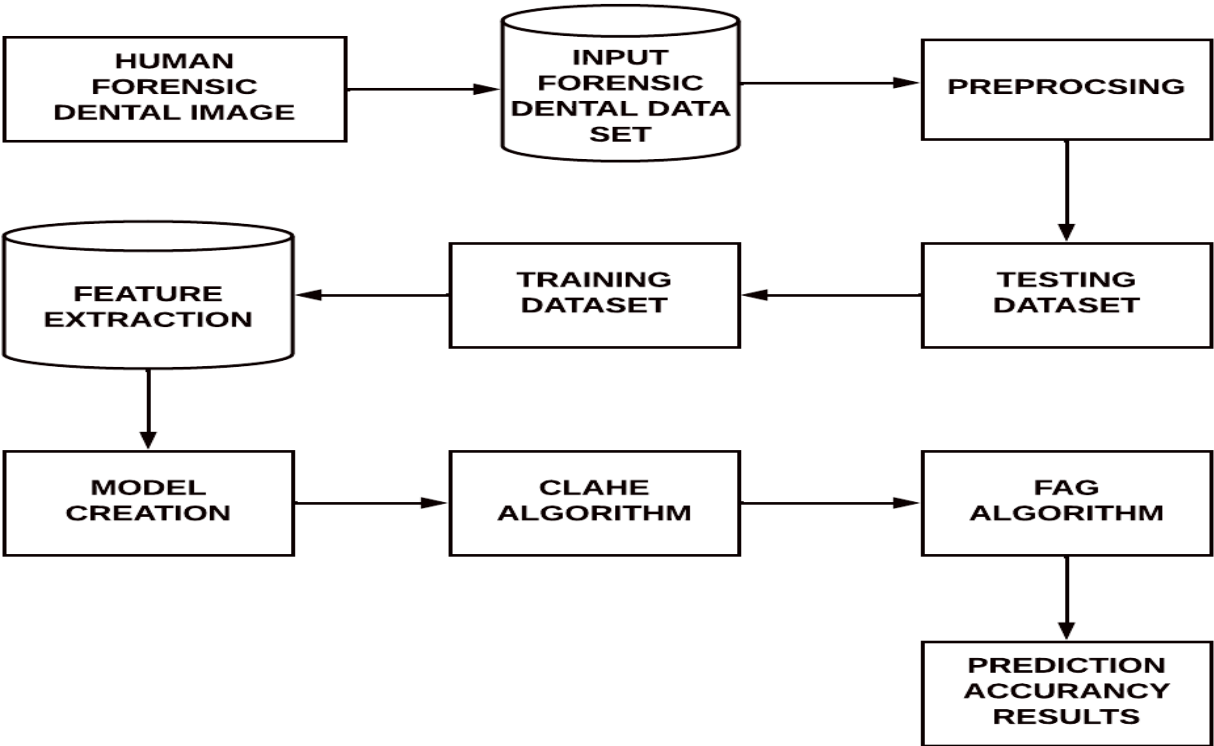 HUMAN
FORENSIC
DENTAL IMAGE
INPUT
FORENSIC
DENTAL DATA
SET
PREPROCSING
FEATURE
EXTRACTION
TRAINING
DATASET
TESTING
DATASET
MODEL
CREATION
CLAHE
ALGORITHM
FAG
ALGORITHM
PREDICTION
ACCURANCY
RESULTS